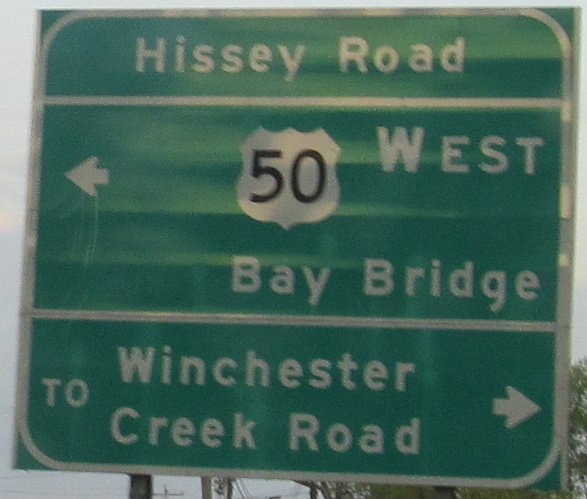 Hissey Road
50 WEST
Bay Bridge
TO Winchester
Creek Road